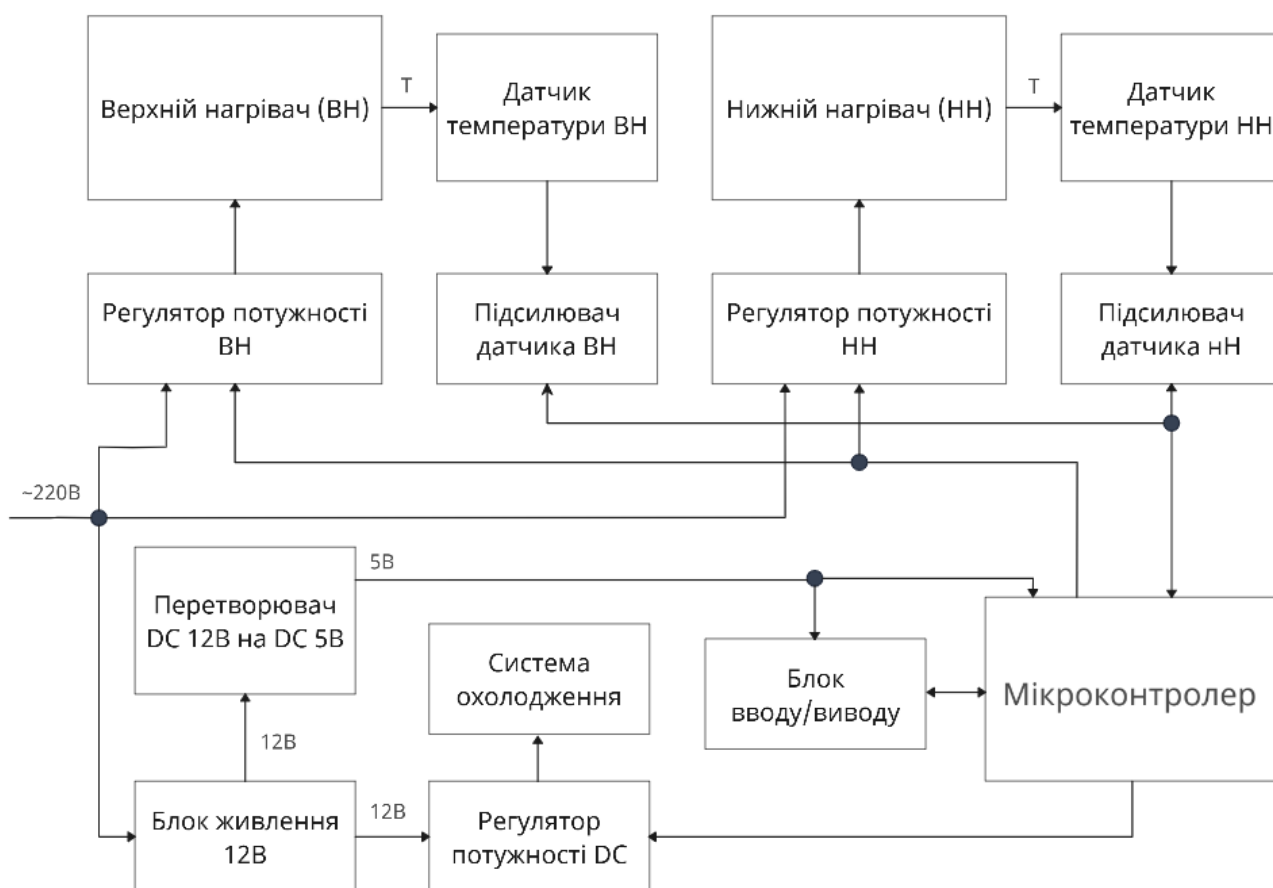 Верхній нагрівач (ВН)
T
Датчик
температури ВН
Нижній нагрівач (НН)
T
Датчик
температури НН
Регулятор потужності
ВН
Підсилювач
датчика ВН
Регулятор потужності
НН
Підсилювач
датчика нН
~220В
5В
Перетворювач
DC 12В на DC 5В
Система
охолодження
Блок
вводу/виводу
Мікроконтролер
12В
Блок живлення
12В
12В
Регулятор
потужності DC